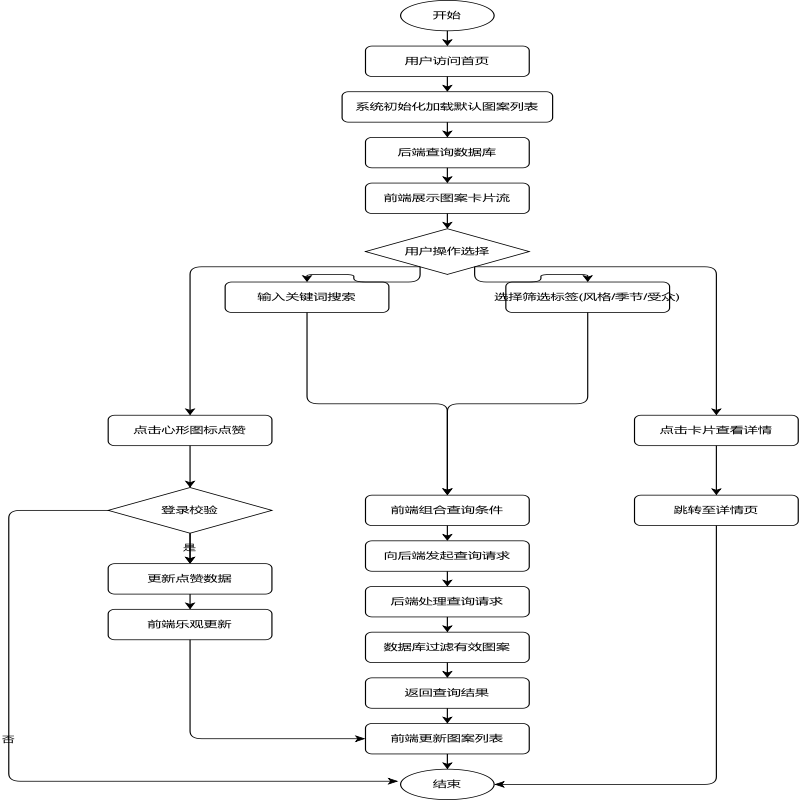 开始
用户访问首页
系统初始化加载默认图案列表
后端查询数据库
前端展示图案卡片流
用户操作选择
输入关键词搜索
选择筛选标签(风格/季节/受众)
点击心形图标点赞
点击卡片查看详情
登录校验
前端组合查询条件
跳转至详情页
是
向后端发起查询请求
更新点赞数据
后端处理查询请求
前端乐观更新
数据库过滤有效图案
返回查询结果
前端更新图案列表
否
结束